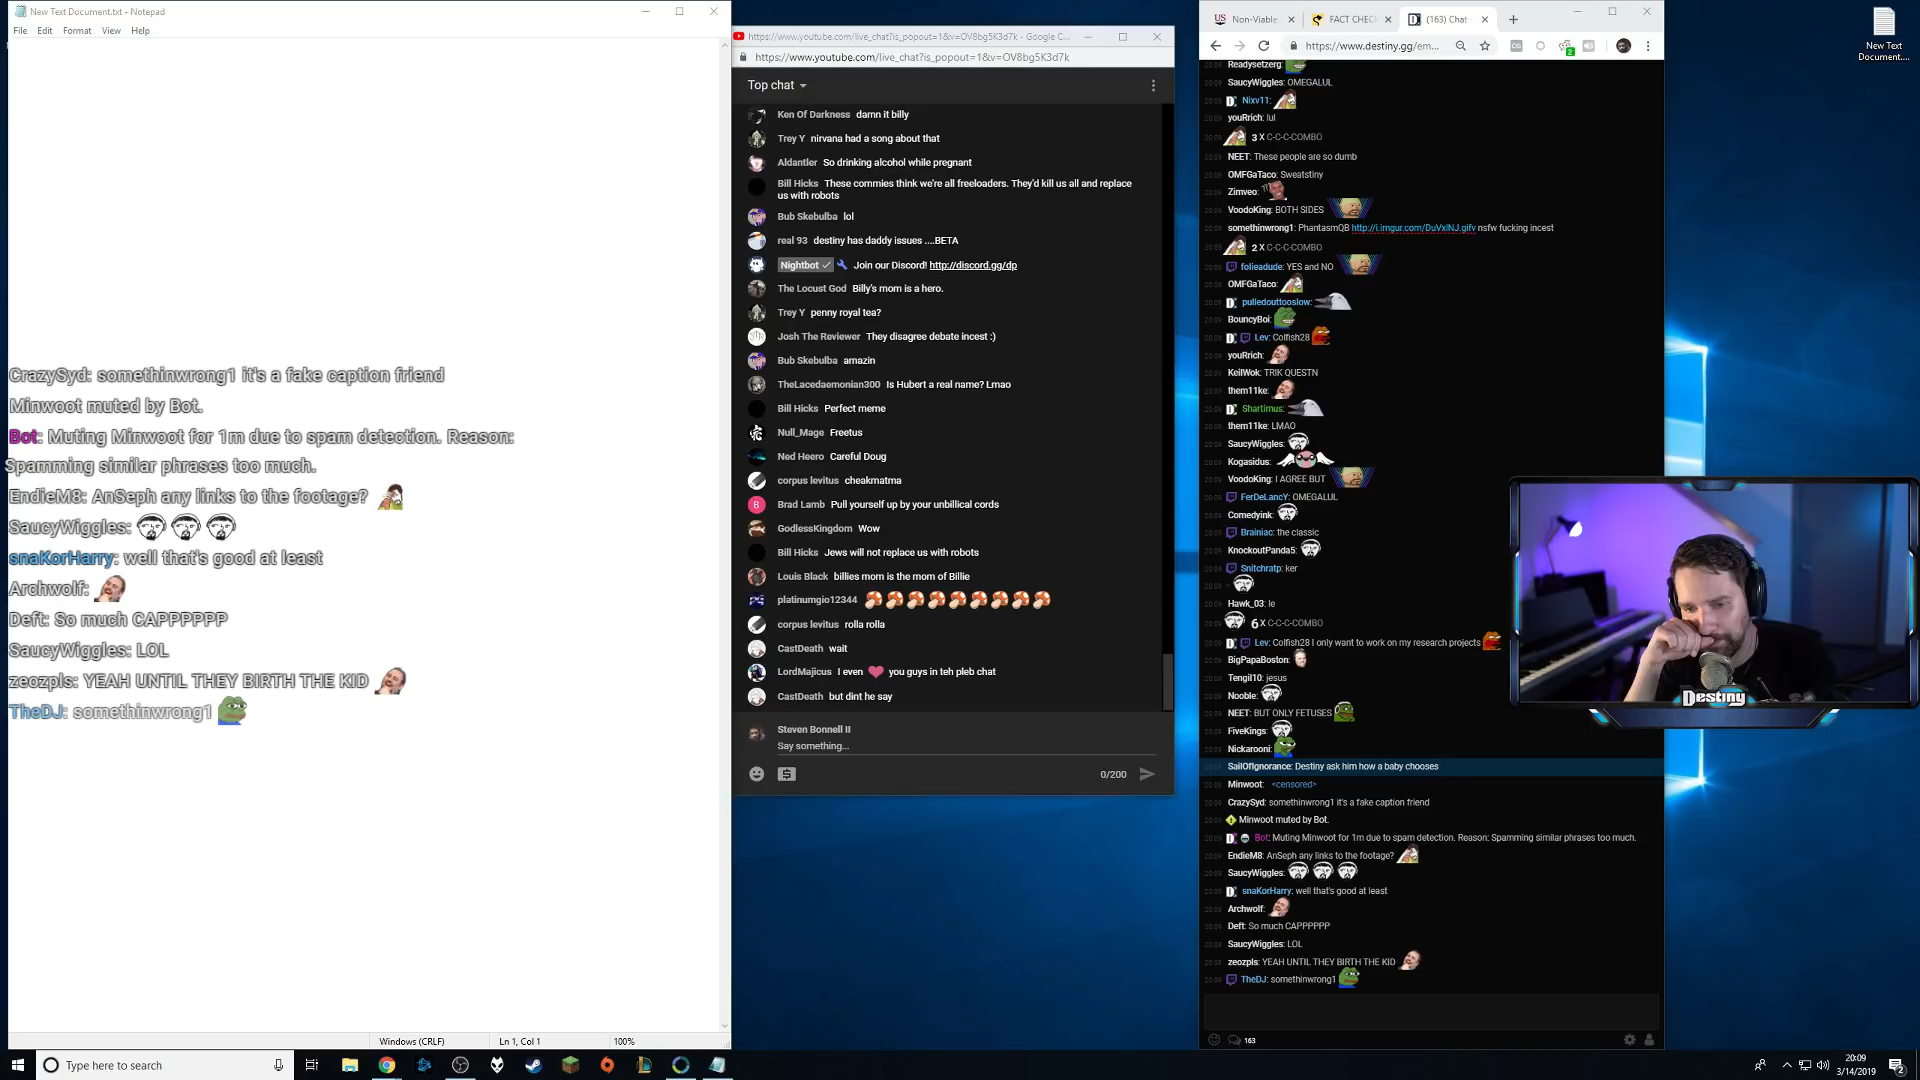 New Text Document.txt - Notepad
File Edit Format View Help
CrazySyd: somethinwrong1 it's a fake caption friend
Minwoot muted by Bot.
Bot: Muting Minwoot for 1m due to spam detection. Reason:
Spamming similar phrases too much.
EndieM8: AnSeph any links to the footage?
SaucyWiggles:
snaKorHarry: well that's good at least
Archwolf:
Deft: So much CAPPPPPP
SaucyWiggles: LOL
zeozpls: YEAH UNTIL THEY BIRTH THE KID
TheDJ: somethinwrong1
Windows (CRLF) Ln 1, Col 1 100%
https://www.youtube.com/live_chat?is_popout=1&v=OV8bg5K3d7k - Google C...
https://www.youtube.com/live_chat?is_popout=1&v=OV8bg5K3d7k
Top chat
Ken Of Darkness damn it billy
Trey Y nirvana had a song about that
Aldantler So drinking alcohol while pregnant
Bill Hicks These commies think we're all freeloaders. They'd kill us all and replace
us with robots
Bub Skebulba lol
real 93 destiny has daddy issues ....BETA
Nightbot Join our Discord! http://discord.gg/dp
The Locust God Billy's mom is a hero.
Trey Y penny royal tea?
Josh The Reviewer They disagree debate incest :)
Bub Skebulba amazin
TheLacedaemonian300 Is Hubert a real name? Lmao
Bill Hicks Perfect meme
Null_Mage Freetus
Ned Heero Careful Doug
corpus levitus cheakmatma
Brad Lamb Pull yourself up by your unbillical cords
GodlessKingdom Wow
Bill Hicks Jews will not replace us with robots
Louis Black billies mom is the mom of Billie
platinumgio12344
corpus levitus rolla rolla
CastDeath wait
LordMajicus I even you guys in teh pleb chat
CastDeath but dint he say
Steven Bonnell II
Say something...
0/200
Non-Viable FACT CHEC (163) Chat
https://www.destiny.gg/em...
Readysetzerg:
SaucyWiggles: OMEGALUL
Nixv11:
youRrich: lul
3 X C-C-C-COMBO
NEET: These people are so dumb
OMFGaTaco: Sweatstiny
Zimveo:
VoodoKing: BOTH SIDES
somethinwrong1: PhantasmQB http://i.imgur.com/DuVxINJ.gifv nsfw fucking incest
2 X C-C-C-COMBO
folieadude: YES and NO
OMFGaTaco:
pulledouttooslow:
BouncyBoi:
Lev: Colfish28
youRrich:
KeilWok: TRIK QUESTN
them11ke:
Shartimus:
them11ke: LMAO
SaucyWiggles:
Kogasidus:
VoodoKing: I AGREE BUT
FerDeLancY: OMEGALUL
Comedyink:
Brainiac: the classic
KnockoutPanda5:
Snitchratp: ker
Hawk_03: le
6 X C-C-C-COMBO
Lev: Colfish28 I only want to work on my research projects
BigPapaBoston:
Tengil10: jesus
Nooble:
NEET: BUT ONLY FETUSES
FiveKings:
Nickarooni:
SailOfIgnorance: Destiny ask him how a baby chooses
Minwoot: <censored>
CrazySyd: somethinwrong1 it's a fake caption friend
Minwoot muted by Bot.
Bot: Muting Minwoot for 1m due to spam detection. Reason: Spamming similar phrases too much.
EndieM8: AnSeph any links to the footage?
SaucyWiggles:
snaKorHarry: well that's good at least
Archwolf:
Deft: So much CAPPPPPP
SaucyWiggles: LOL
zeozpls: YEAH UNTIL THEY BIRTH THE KID
TheDJ: somethinwrong1
163
Destiny
New Text
Document....
Type here to search
20:09
3/14/2019
2